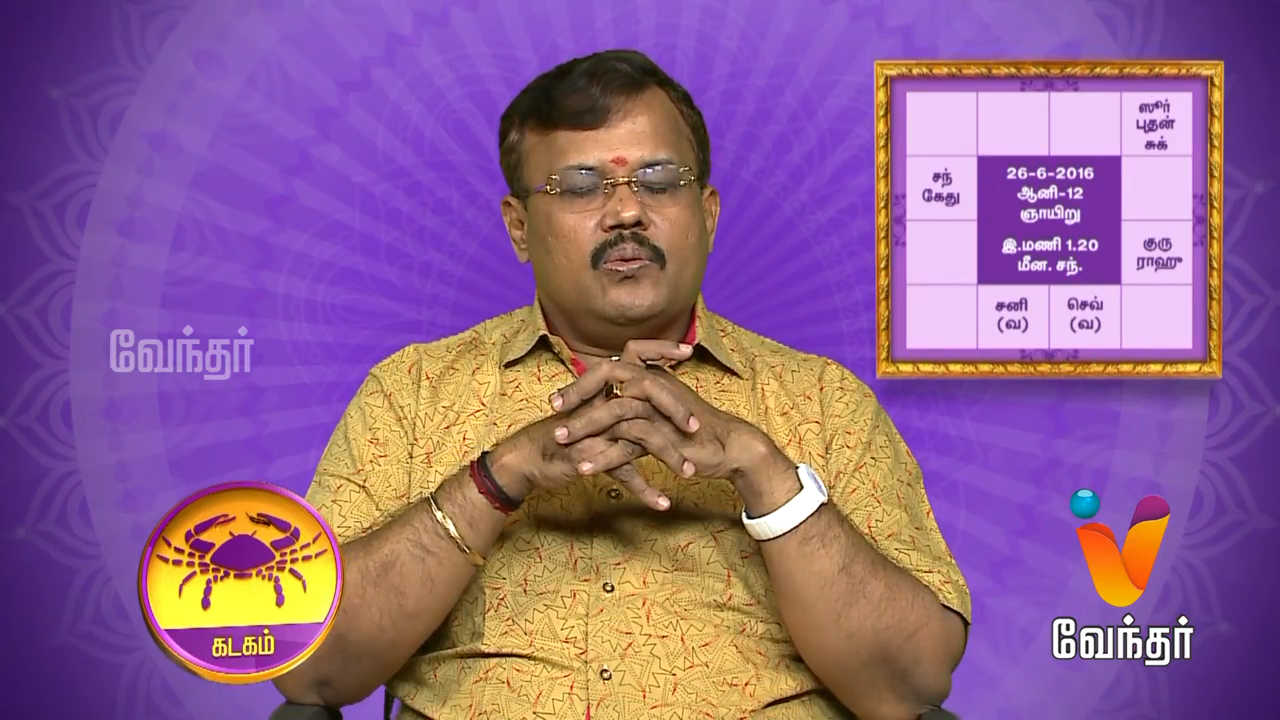 ஸூர்
புதன்
சுக்
சந்
கேது
26-6-2016
ஆனி-12
ஞாயிறு
இ.மணி 1.20
மீன. சந்.
குரு
ராஹு
சனி
(வ)
செவ்
(வ)
வேந்தர்
கடகம்
வேந்தர்